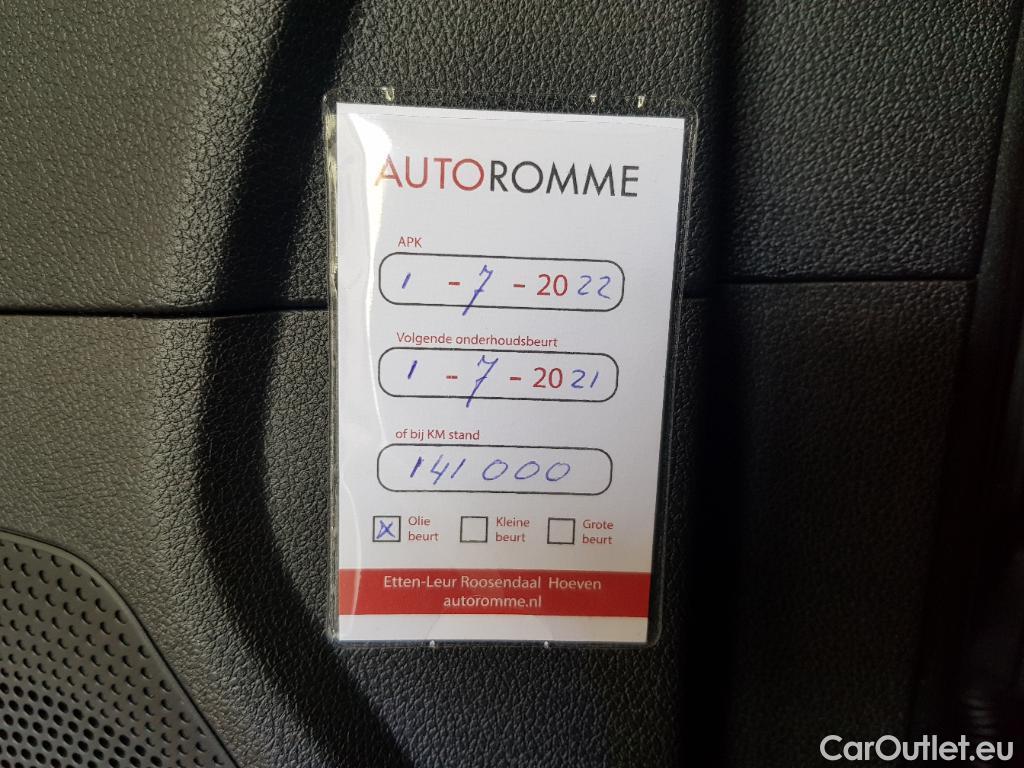 AUTOROMME
APK
1 - 7 - 2022
Volgende onderhoudsbeurt
1 - 7 - 2021
of bij KM stand
141 000
X Olie beurt Kleine beurt Grote beurt
Etten-Leur Roosendaal Hoeven
autoromme.nl
CarOutlet.eu